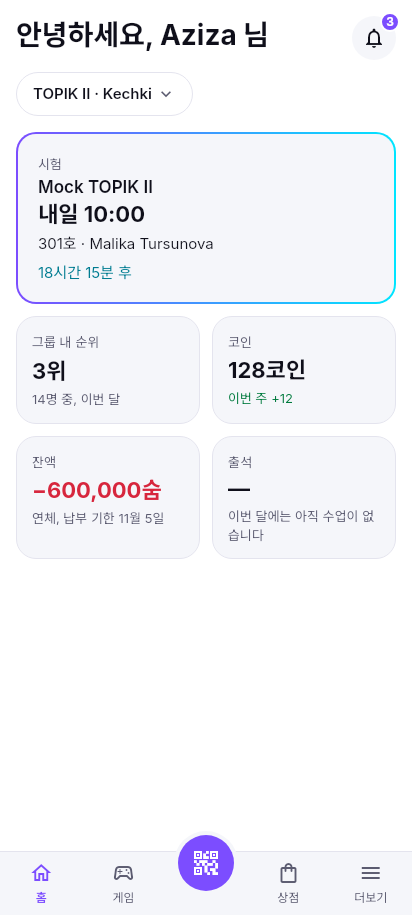 안녕하세요, Aziza 님
3
TOPIK II · Kechki
시험
Mock TOPIK II
내일 10:00
301호 · Malika Tursunova
18시간 15분 후
그룹 내 순위
3위
14명 중, 이번 달
코인
128코인
이번 주 +12
잔액
−600,000숨
연체, 납부 기한 11월 5일
출석
—
이번 달에는 아직 수업이 없
습니다
홈
게임
상점
더보기